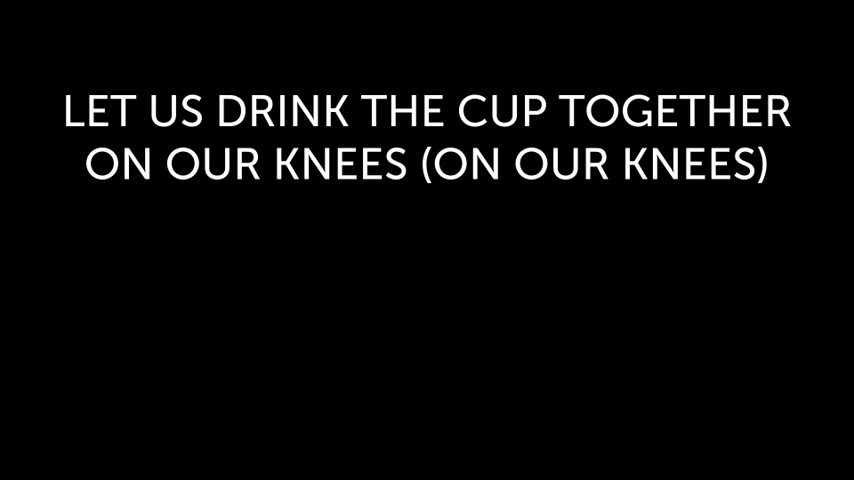 LET US DRINK THE CUP TOGETHER
ON OUR KNEES (ON OUR KNEES)